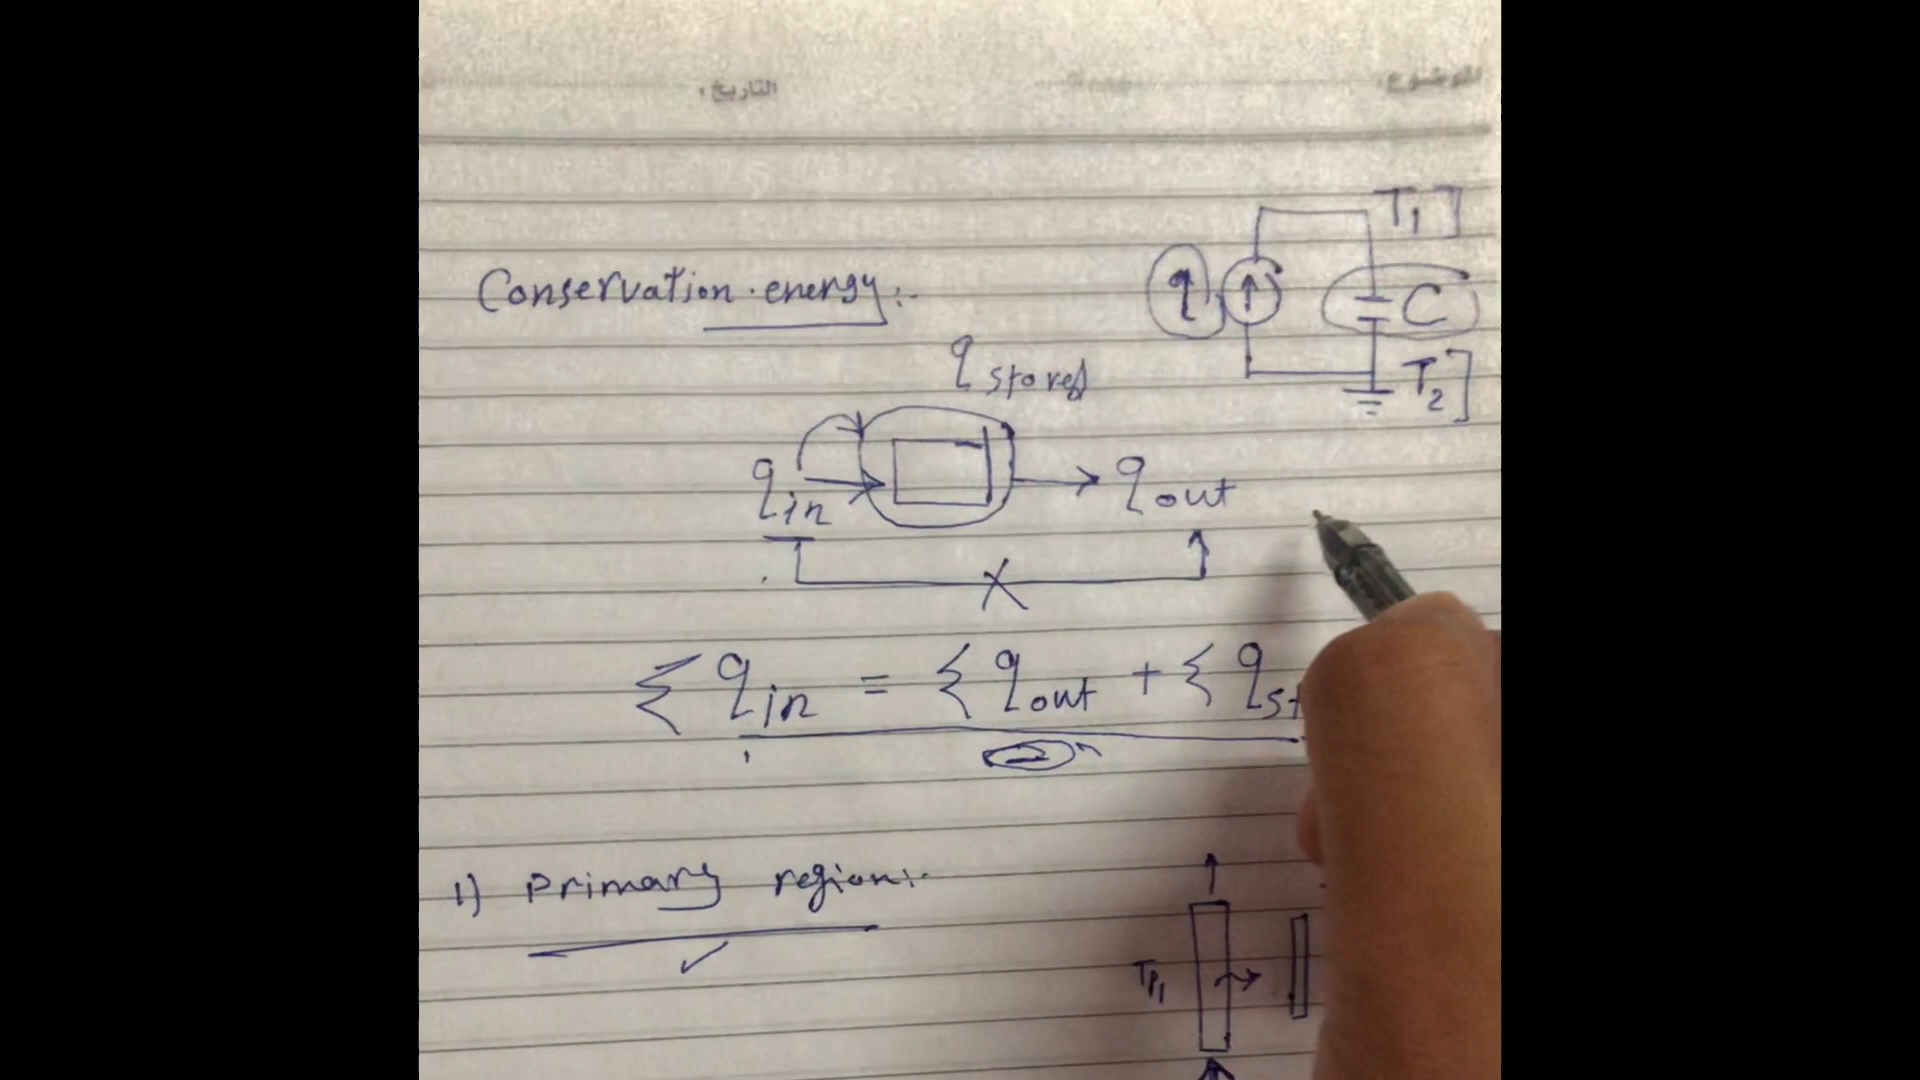 الموضوع: التاريخ:
T1
Conservation energy:-
q C
q stored
T2
q in q out
Σ q in = Σ q out + Σ q st
1) Primary region:-
TP1